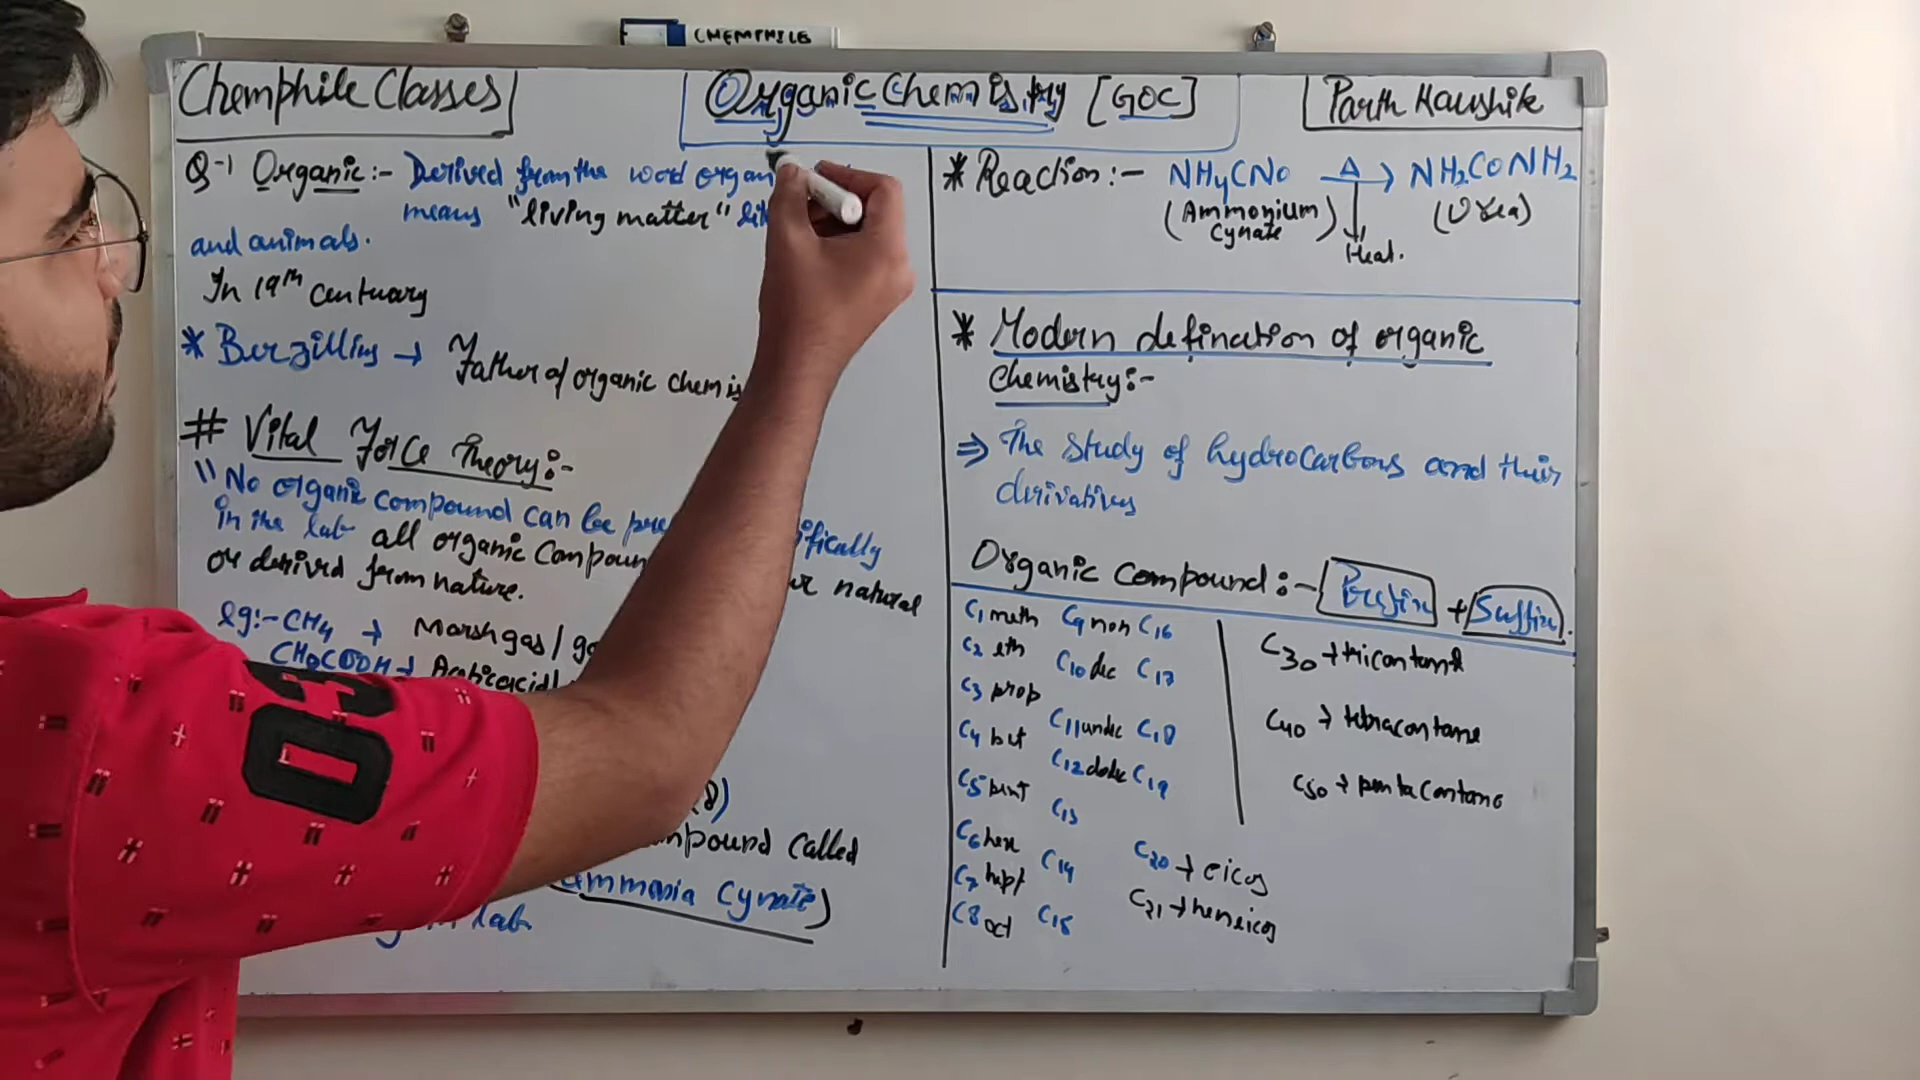 CHEMPHILE
Chemphile Classes
Organic Chemistry [GOC]
Parth Kaushik
Q-1 Organic:- Derived from the word organ
means "living matter"
and animals.
In 19th centuary
* Berzillius → Father of organic chemis
# Vital Force Theory:-
"No organic compound can be
in the lab all organic compoun
or derived from nature.
natural
eg:- CH4 → Marsh gas/
CH3COOH →
mpound called
ammonia Cynate)
lab
* Reaction:- NH4CNO Δ → NH2CONH2
(Ammonium Cynate) (Urea)
Heat.
* Modern defination of organic
chemistry:-
⇒ The study of hydrocarbons and their
derivatives
Organic compound:- Prefix + Suffix.
C1 meth C9 non C16
C2 eth C10 dec C17
C3 prop
C4 but C11 undec C18
C12 dodec C19
C5 pent C13
C6 hex C14
C7 hept
C8 oct C15
C20 → eicos
C21 → heneicos
C30 → tricontane
C40 → tetracontane
C50 → pentacontane
03